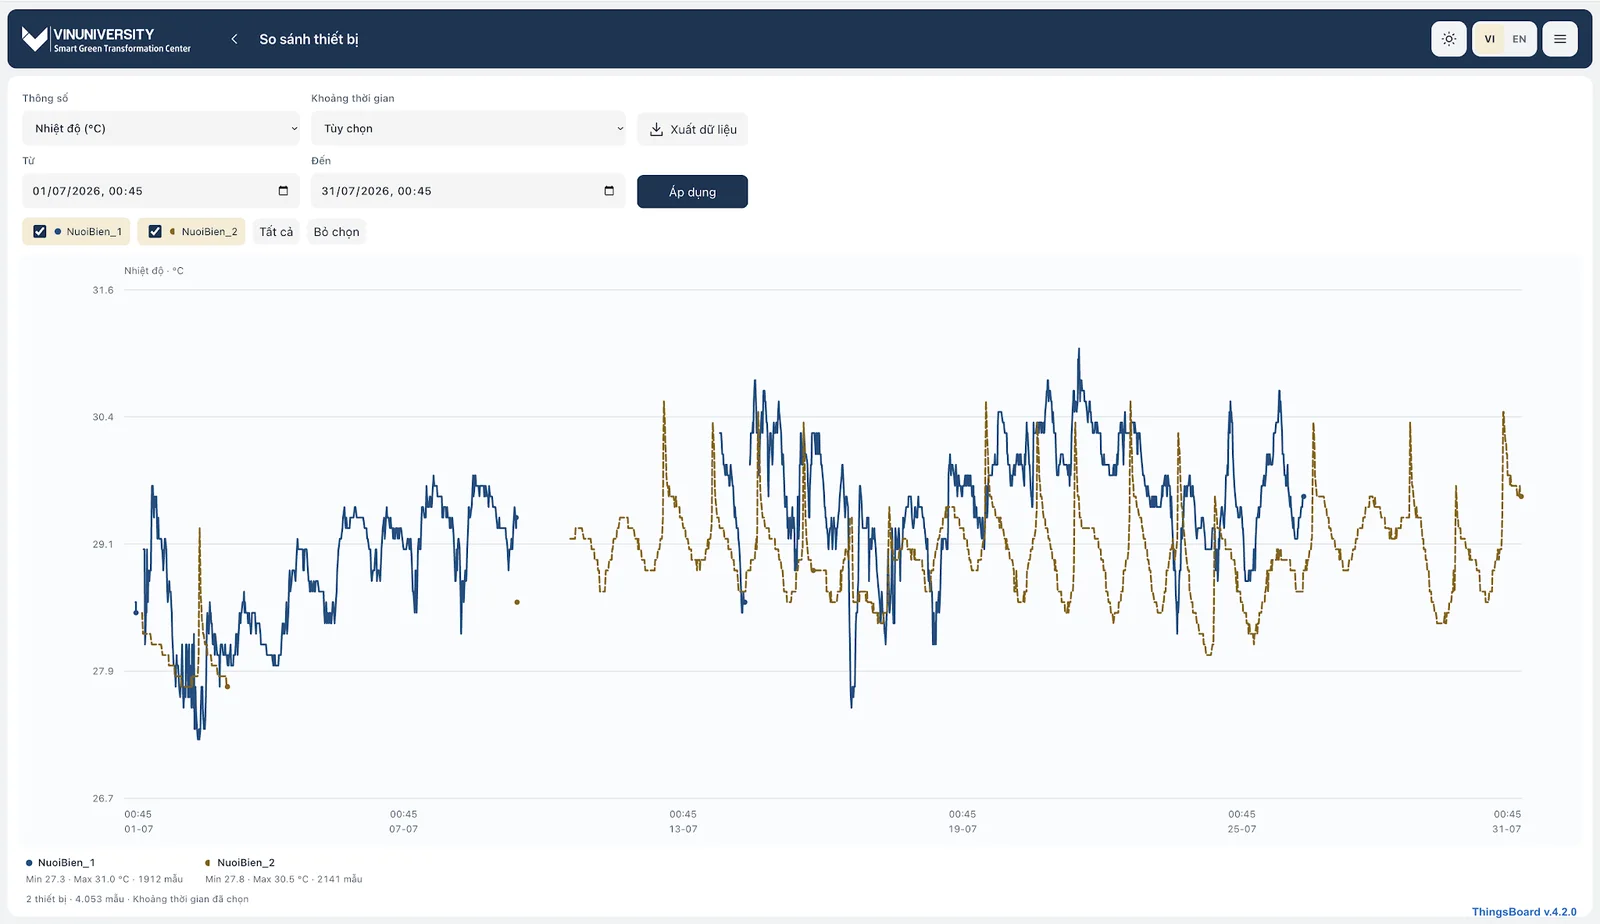 VINUNIVERSITY
Smart Green Transformation Center
So sánh thiết bị
VI EN
Thông số
Khoảng thời gian
Nhiệt độ (°C)
Tùy chọn
Xuất dữ liệu
Từ
Đến
01/07/2026, 00:45
31/07/2026, 00:45
Áp dụng
NuoiBien_1
NuoiBien_2
Tất cả
Bỏ chọn
Nhiệt độ · °C
31.6
30.4
29.1
27.9
26.7
00:45 00:45 00:45 00:45 00:45 00:45
01-07 07-07 13-07 19-07 25-07 31-07
NuoiBien_1
Min 27.3 · Max 31.0 °C · 1912 mẫu
NuoiBien_2
Min 27.8 · Max 30.5 °C · 2141 mẫu
2 thiết bị · 4.053 mẫu · Khoảng thời gian đã chọn
ThingsBoard v.4.2.0